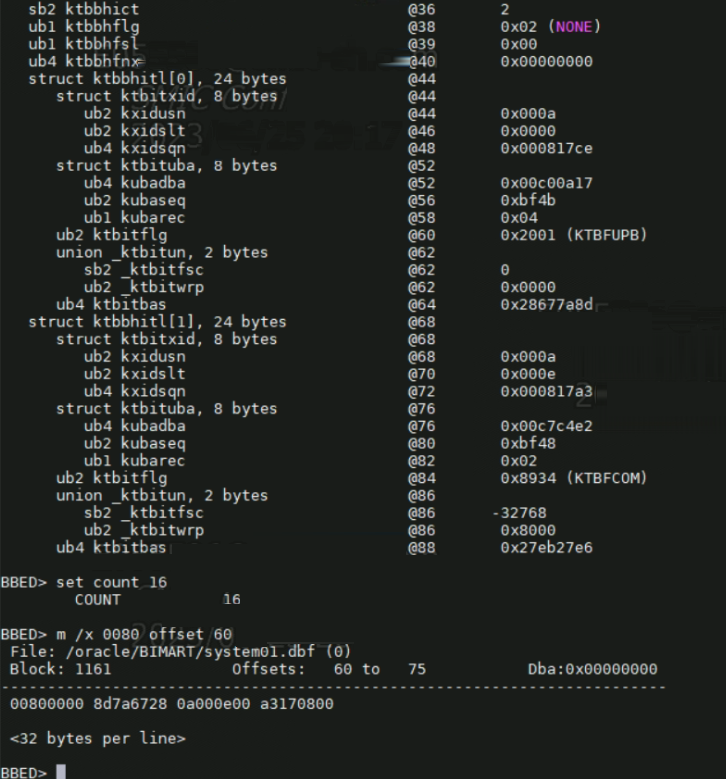 sb2 ktbbhict @36 2
ub1 ktbbhflg @38 0x02 (NONE)
ub1 ktbbhfsl @39 0x00
ub4 ktbbhfnx @40 0x00000000
struct ktbbhitl[0], 24 bytes @44
struct ktbitxid, 8 bytes @44
ub2 kxidusn @44 0x000a
ub2 kxidslt @46 0x0000
ub4 kxidsqn @48 0x000817ce
struct ktbituba, 8 bytes @52
ub4 kubadba @52 0x00c00a17
ub2 kubaseq @56 0xbf4b
ub1 kubarec @58 0x04
ub2 ktbitflg @60 0x2001 (KTBFUPB)
union _ktbitun, 2 bytes @62
sb2 _ktbitfsc @62 0
ub2 _ktbitwrp @62 0x0000
ub4 ktbitbas @64 0x28677a8d
struct ktbbhitl[1], 24 bytes @68
struct ktbitxid, 8 bytes @68
ub2 kxidusn @68 0x000a
ub2 kxidslt @70 0x000e
ub4 kxidsqn @72 0x000817a3
struct ktbituba, 8 bytes @76
ub4 kubadba @76 0x00c7c4e2
ub2 kubaseq @80 0xbf48
ub1 kubarec @82 0x02
ub2 ktbitflg @84 0x8934 (KTBFCOM)
union _ktbitun, 2 bytes @86
sb2 _ktbitfsc @86 -32768
ub2 _ktbitwrp @86 0x8000
ub4 ktbitbas @88 0x27eb27e6
BBED> set count 16
COUNT 16
BBED> m /x 0080 offset 60
File: /oracle/BIMART/system01.dbf (0)
Block: 1161 Offsets: 60 to 75 Dba:0x00000000
------------------------------------------------------------------------
00800000 8d7a6728 0a000e00 a3170800
<32 bytes per line>
BBED>